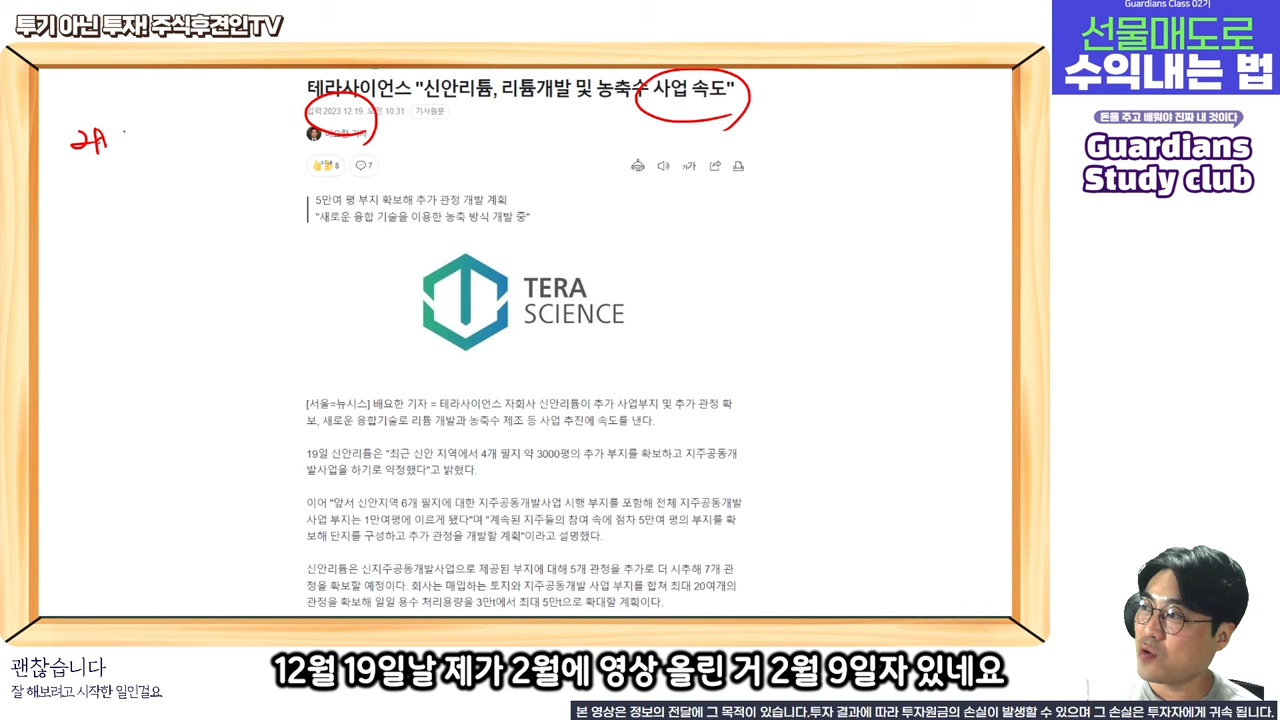 투기 아닌 투자! 주식후견인TV
Guardians Class 02기
선물매도로
수익내는 법
돈을 주고 배워야 진짜 내 것이다
Guardians
Study club
테라사이언스 "신안리튬, 리튬개발 및 농축수 사업 속도"
입력 2023.12.19. 오전 10:31 기사원문
배요한 기자
8 7
가
5만여 평 부지 확보해 추가 관정 개발 계획
"새로운 융합 기술을 이용한 농축 방식 개발 중"
TERA
SCIENCE
[서울=뉴시스] 배요한 기자 = 테라사이언스 자회사 신안리튬이 추가 사업부지 및 추가 관정 확
보, 새로운 융합기술로 리튬 개발과 농축수 제조 등 사업 추진에 속도를 낸다.
19일 신안리튬은 "최근 신안 지역에서 4개 필지 약 3000평의 추가 부지를 확보하고 지주공동개
발사업을 하기로 약정했다"고 밝혔다.
이어 "앞서 신안지역 6개 필지에 대한 지주공동개발사업 시행 부지를 포함해 전체 지주공동개발
사업 부지는 1만여평에 이르게 됐다"며 "계속된 지주들의 참여 속에 점차 5만여 평의 부지를 확
보해 단지를 구성하고 추가 관정을 개발할 계획"이라고 설명했다.
신안리튬은 신지주공동개발사업으로 제공된 부지에 대해 5개 관정을 추가로 더 시추해 7개 관
정을 확보할 예정이다. 회사는 매입하는 토지와 지주공동개발 사업 부지를 합쳐 최대 20여개의
관정을 확보해 일일 용수 처리용량을 3만t에서 최대 5만t으로 확대할 계획이다.
괜찮습니다
잘 해보려고 시작한 일인걸요
12월 19일날 제가 2월에 영상 올린 거 2월 9일자 있네요
본 영상은 정보의 전달에 그 목적이 있습니다.투자 결과에 따라 투자원금의 손실이 발생할 수 있으며 그 손실은 투자자에게 귀속 됩니다.